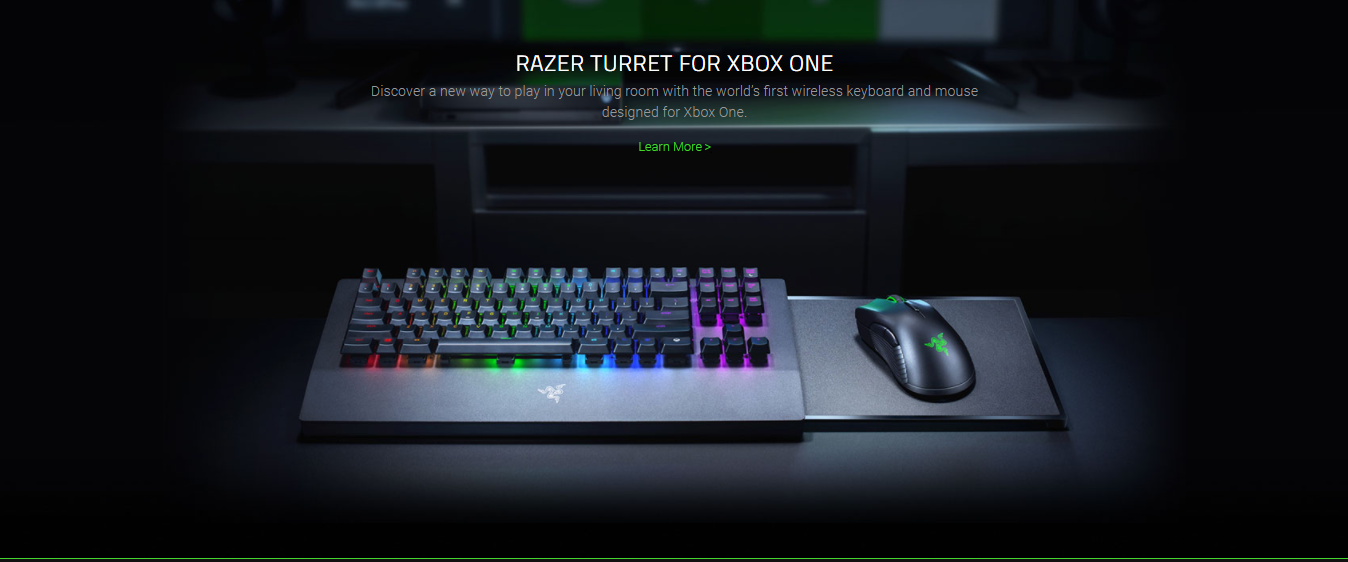 RAZER TURRET FOR XBOX ONE
Discover a new way to play in your living room with the world's first wireless keyboard and mouse
designed for Xbox One.
Learn More >